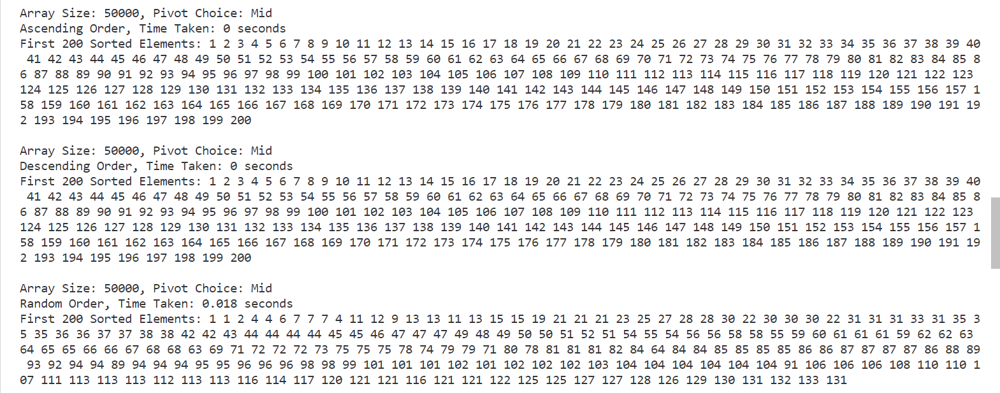 Array Size: 50000, Pivot Choice: Mid
Ascending Order, Time Taken: 0 seconds
First 200 Sorted Elements: 1 2 3 4 5 6 7 8 9 10 11 12 13 14 15 16 17 18 19 20 21 22 23 24 25 26 27 28 29 30 31 32 33 34 35 36 37 38 39 40
41 42 43 44 45 46 47 48 49 50 51 52 53 54 55 56 57 58 59 60 61 62 63 64 65 66 67 68 69 70 71 72 73 74 75 76 77 78 79 80 81 82 83 84 85 8
6 87 88 89 90 91 92 93 94 95 96 97 98 99 100 101 102 103 104 105 106 107 108 109 110 111 112 113 114 115 116 117 118 119 120 121 122 123
124 125 126 127 128 129 130 131 132 133 134 135 136 137 138 139 140 141 142 143 144 145 146 147 148 149 150 151 152 153 154 155 156 157 1
58 159 160 161 162 163 164 165 166 167 168 169 170 171 172 173 174 175 176 177 178 179 180 181 182 183 184 185 186 187 188 189 190 191 19
2 193 194 195 196 197 198 199 200
Array Size: 50000, Pivot Choice: Mid
Descending Order, Time Taken: 0 seconds
First 200 Sorted Elements: 1 2 3 4 5 6 7 8 9 10 11 12 13 14 15 16 17 18 19 20 21 22 23 24 25 26 27 28 29 30 31 32 33 34 35 36 37 38 39 40
41 42 43 44 45 46 47 48 49 50 51 52 53 54 55 56 57 58 59 60 61 62 63 64 65 66 67 68 69 70 71 72 73 74 75 76 77 78 79 80 81 82 83 84 85 8
6 87 88 89 90 91 92 93 94 95 96 97 98 99 100 101 102 103 104 105 106 107 108 109 110 111 112 113 114 115 116 117 118 119 120 121 122 123
124 125 126 127 128 129 130 131 132 133 134 135 136 137 138 139 140 141 142 143 144 145 146 147 148 149 150 151 152 153 154 155 156 157 1
58 159 160 161 162 163 164 165 166 167 168 169 170 171 172 173 174 175 176 177 178 179 180 181 182 183 184 185 186 187 188 189 190 191 19
2 193 194 195 196 197 198 199 200
Array Size: 50000, Pivot Choice: Mid
Random Order, Time Taken: 0.018 seconds
First 200 Sorted Elements: 1 1 2 4 4 6 7 7 7 4 11 12 9 13 13 11 13 15 15 19 21 21 21 23 25 27 28 28 30 22 30 30 30 22 31 31 31 33 31 35 3
5 35 36 36 37 37 38 38 42 42 43 44 44 44 44 45 45 46 47 47 47 49 48 49 50 50 51 52 51 54 55 54 56 56 58 58 55 59 60 61 61 61 59 62 62 63
64 65 65 66 66 67 68 68 63 69 71 72 72 72 73 75 75 75 78 74 79 79 71 80 78 81 81 81 82 84 64 84 84 85 85 85 85 86 86 87 87 87 87 86 88 89
93 92 94 94 89 94 94 94 95 95 96 96 96 98 98 99 101 101 101 102 101 102 102 102 103 104 104 104 104 104 104 91 106 106 106 108 110 110 1
07 111 113 113 113 112 113 113 116 114 117 120 121 121 116 121 121 122 125 125 127 127 128 126 129 130 131 132 133 131